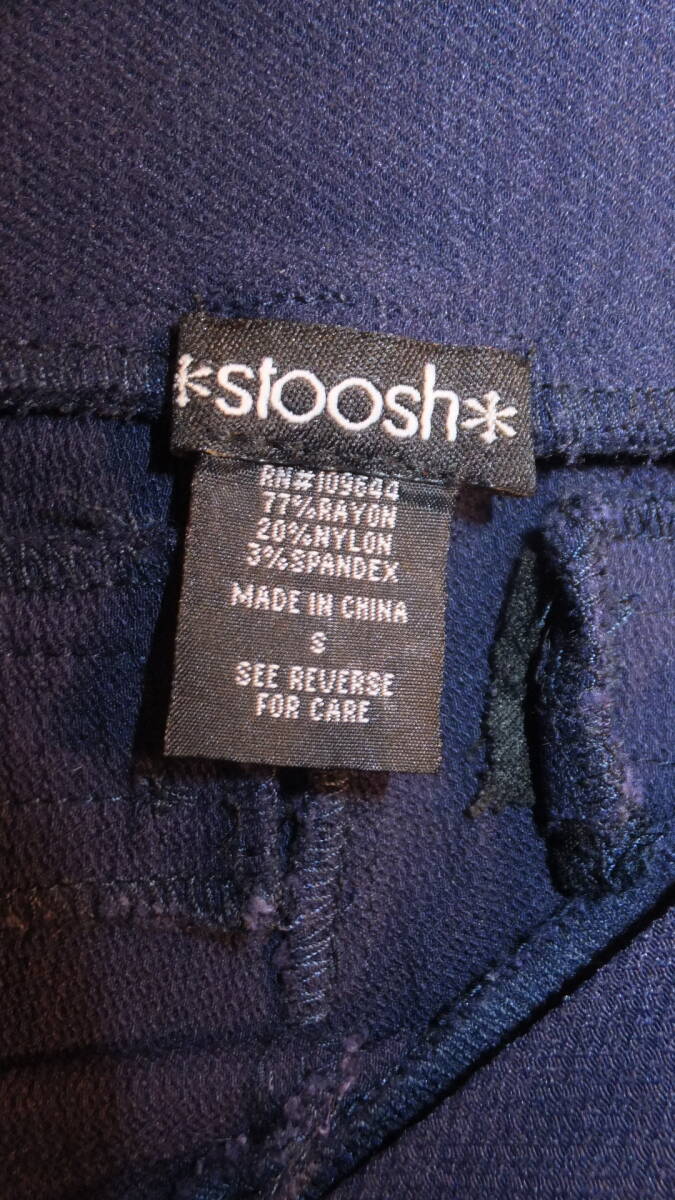 *stoosh*
RN#109644
77%RAYON
20%NYLON
3%SPANDEX
MADE IN CHINA
S
SEE REVERSE
FOR CARE